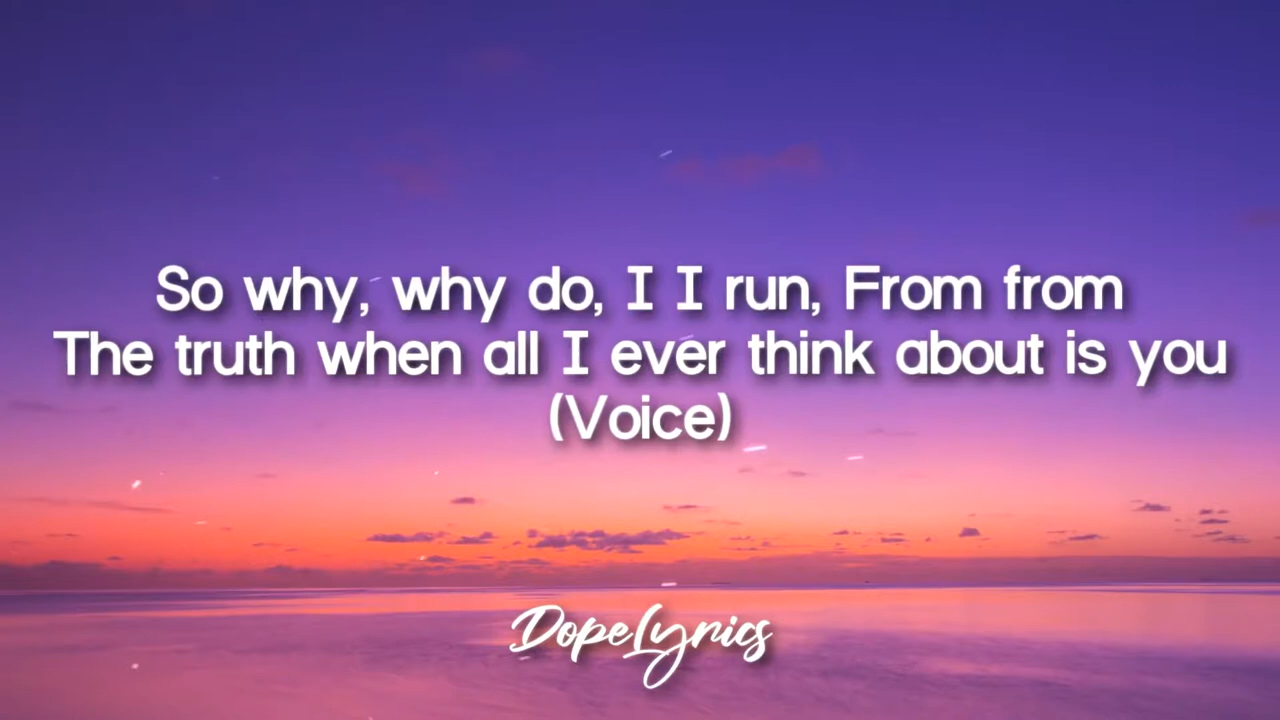 So why, why do, I I run, From from
The truth when all I ever think about is you
(Voice)
DopeLyrics